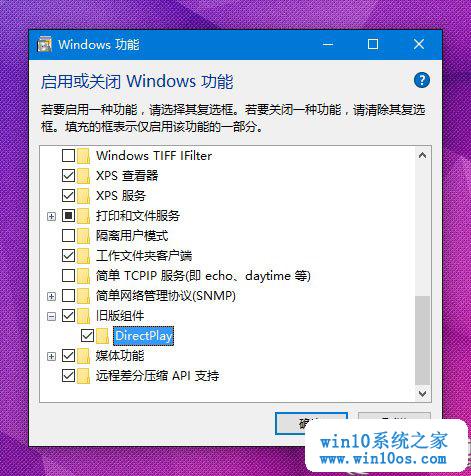 Windows 功能
启用或关闭 Windows 功能
若要启用一种功能，请选择其复选框。若要关闭一种功能，请清除其复选
框。填充的框表示仅启用该功能的一部分。
Windows TIFF IFilter
XPS 查看器
XPS 服务
打印和文件服务
隔离用户模式
工作文件夹客户端
简单 TCPIP 服务(即 echo、daytime 等)
简单网络管理协议(SNMP)
旧版组件
DirectPlay
媒体功能
远程差分压缩 API 支持
win10系统之家
www.win10os.com